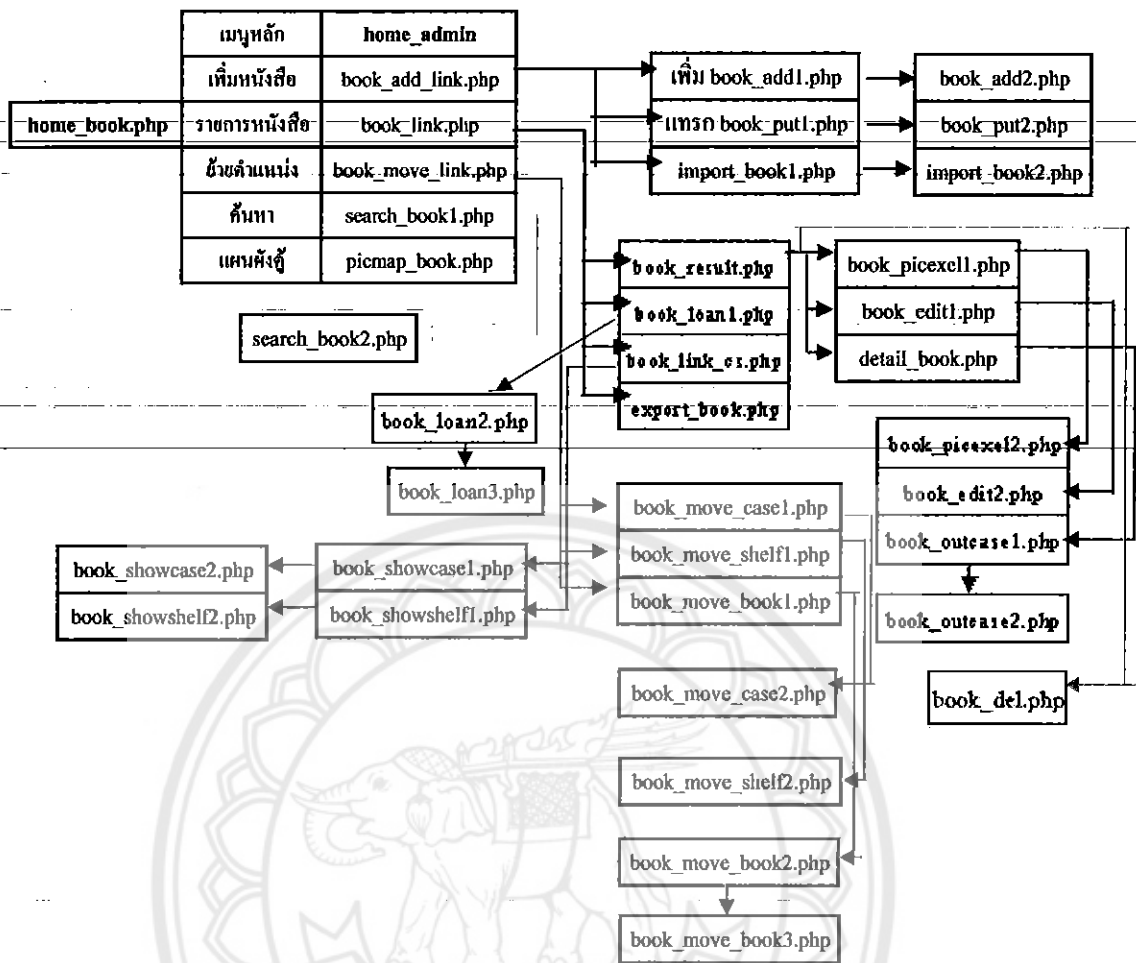 เมนูหลัก home_admin
เพิ่มหนังสือ book_add_link.php
home_book.php รายการหนังสือ book_link.php
ย้ายตำแหน่ง book_move_link.php
ค้นหา search_book1.php
แผนผังตู้ picmap_book.php
เพิ่ม book_add1.php book_add2.php
แทรก book_put1.php book_put2.php
import_book1.php import_book2.php
search_book2.php
book_result.php
book_loan1.php
book_link_cs.php
export_book.php
book_picexel1.php
book_edit1.php
detail_book.php
book_loan2.php
book_loan3.php
book_picexel2.php
book_edit2.php
book_outcase1.php
book_outcase2.php
book_del.php
book_showcase2.php book_showcase1.php
book_showshelf2.php book_showshelf1.php
book_move_case1.php
book_move_shelf1.php
book_move_book1.php
book_move_case2.php
book_move_shelf2.php
book_move_book2.php
book_move_book3.php